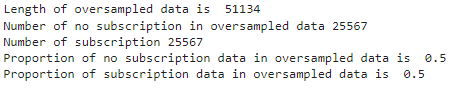 Length of oversampled data is  51134
Number of no subscription in oversampled data 25567
Number of subscription 25567
Proportion of no subscription data in oversampled data is  0.5
Proportion of subscription data in oversampled data is  0.5